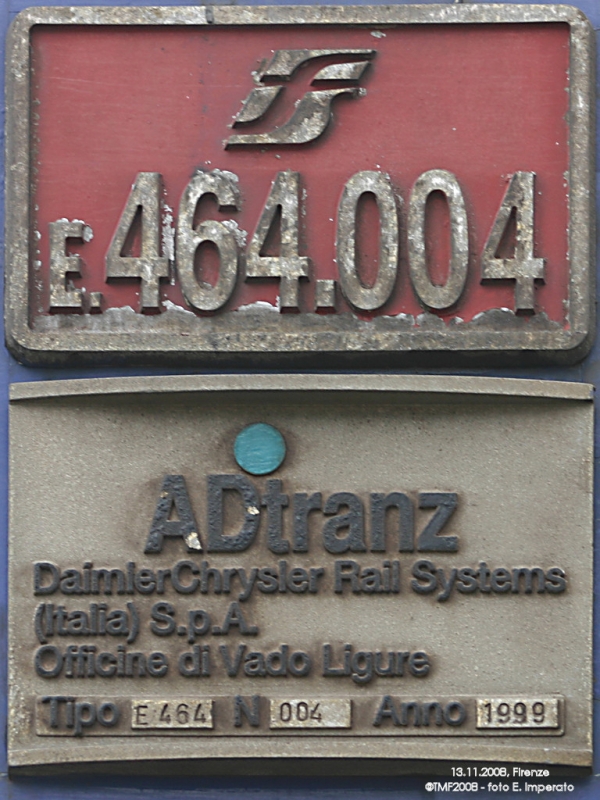 E.464.004
ADtranz
DaimlerChrysler Rail Systems
(Italia) S.p.A.
Officine di Vado Ligure
Tipo E 464 N 004 Anno 1999
13.11.2008, Firenze
©TMF2008 - foto E. Imperato